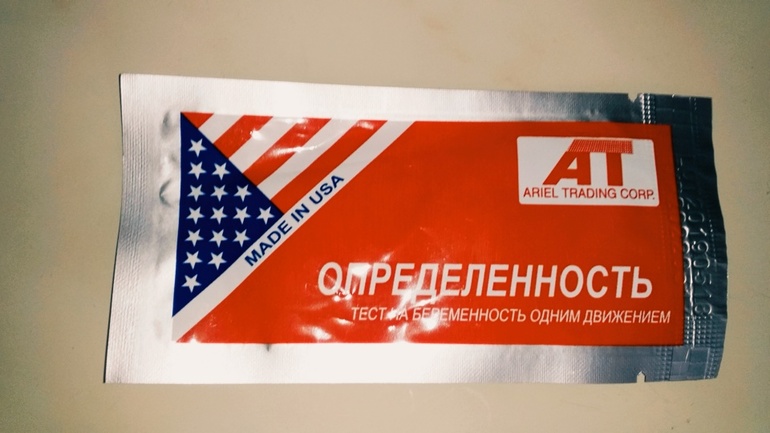 MADE IN USA
AT
ARIEL TRADING CORP.
ОПРЕДЕЛЕННОСТЬ
ТЕСТ НА БЕРЕМЕННОСТЬ ОДНИМ ДВИЖЕНИЕМ